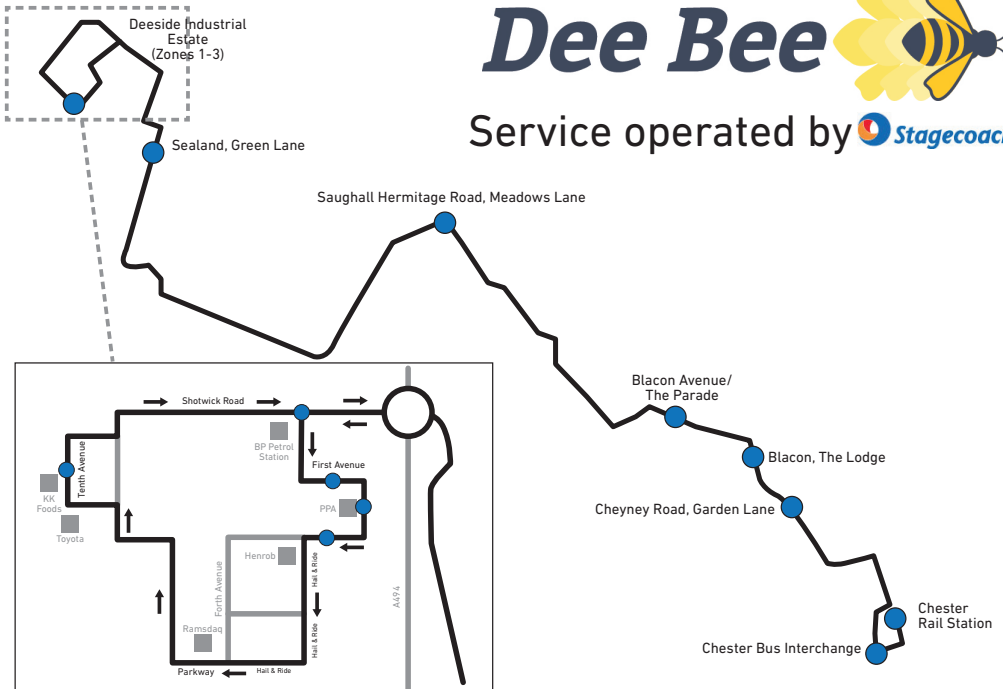 Deeside Industrial
Estate
(Zones 1-3)
Dee Bee
Service operated by Stagecoach
Sealand, Green Lane
Saughall Hermitage Road, Meadows Lane
Blacon Avenue/
The Parade
Blacon, The Lodge
Cheyney Road, Garden Lane
Chester
Rail Station
Chester Bus Interchange
Shotwick Road
BP Petrol
Station
First Avenue
Tenth Avenue
KK
Foods
Toyota
PPA
Henrob
Hail & Ride
Forth Avenue
A494
Ramsdaq
Hail & Ride
Parkway
Hail & Ride